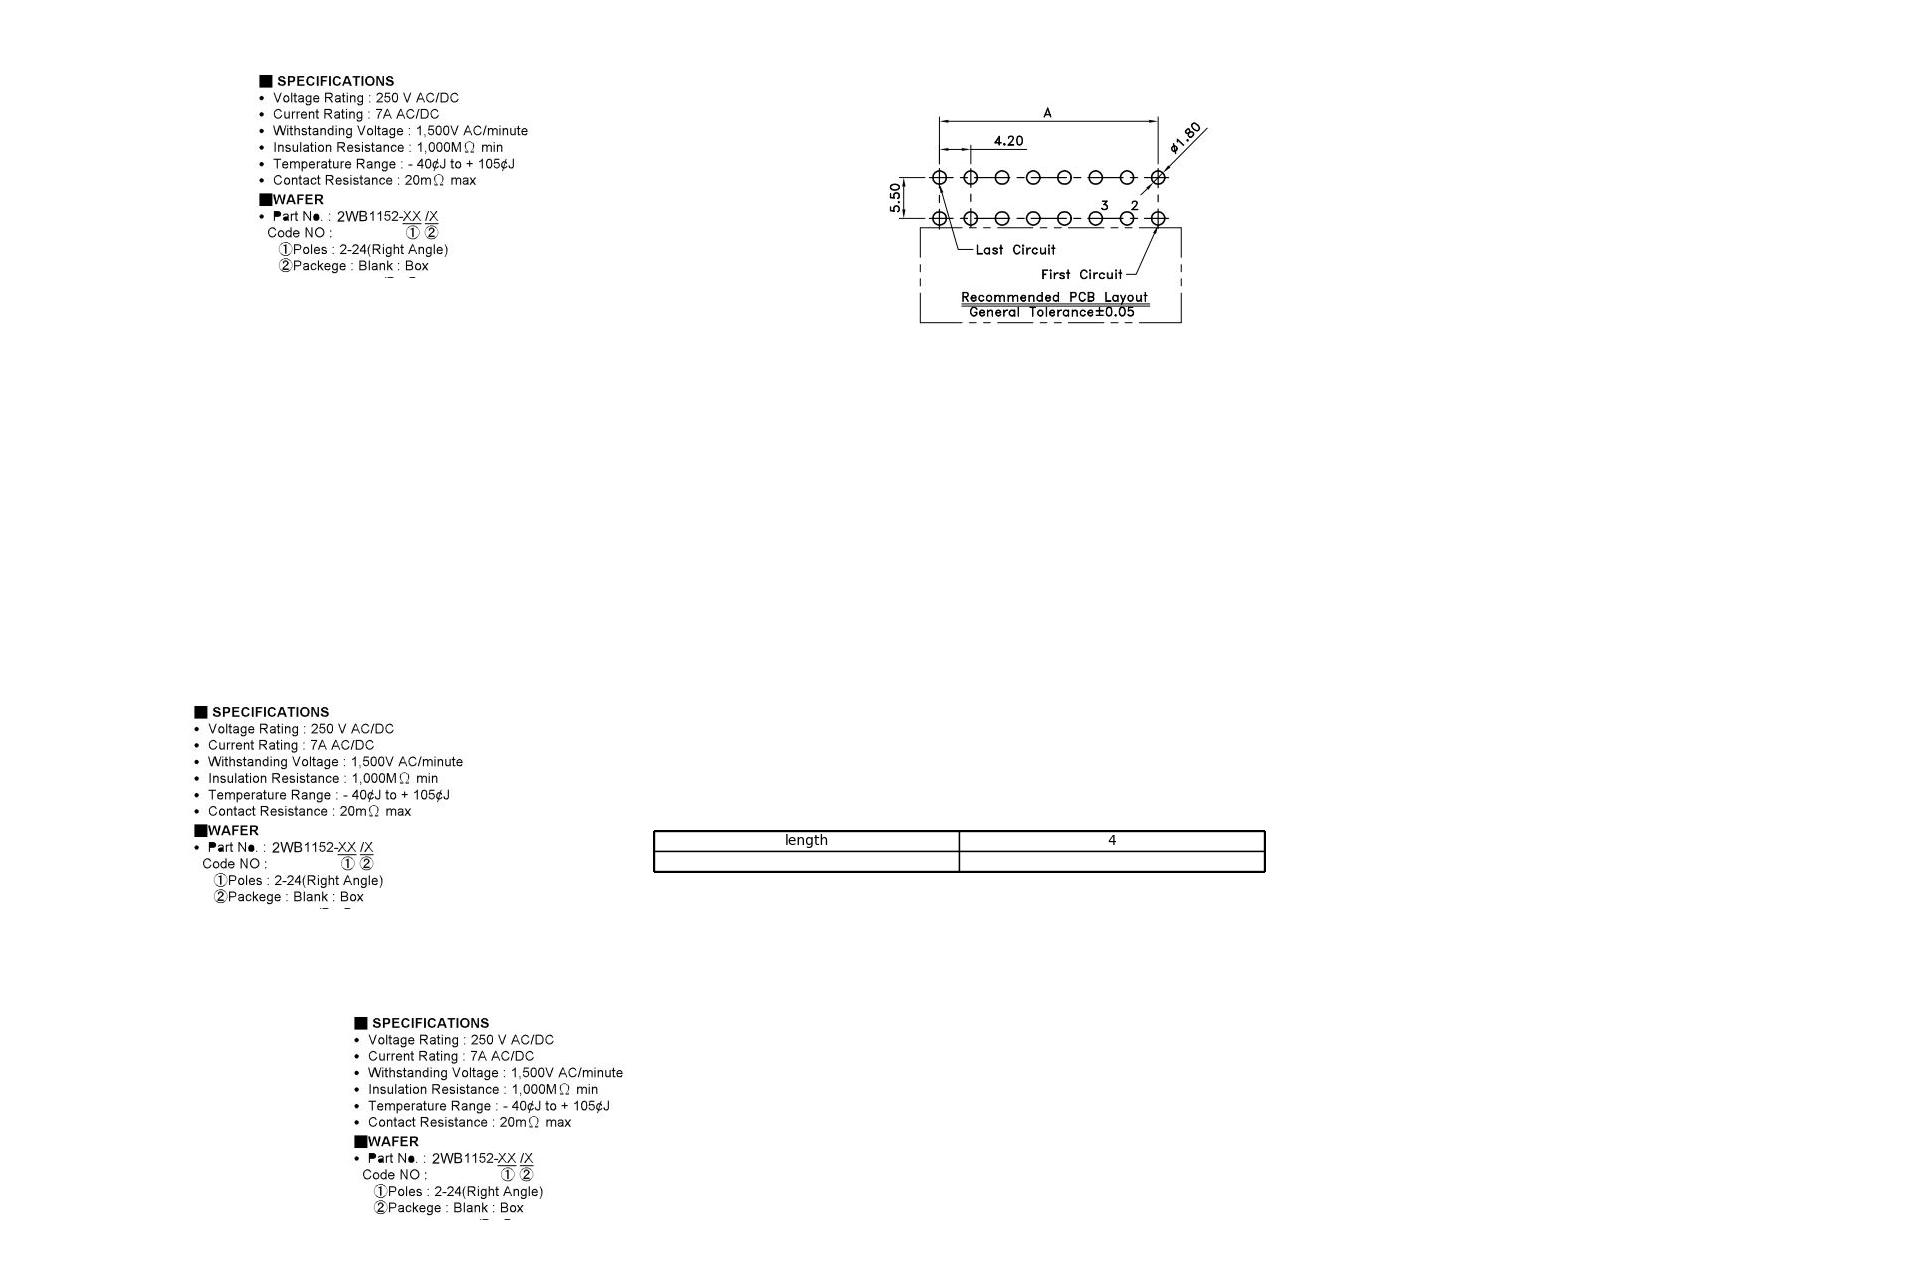 ■ SPECIFICATIONS
• Voltage Rating : 250 V AC/DC
• Current Rating : 7A AC/DC
• Withstanding Voltage : 1,500V AC/minute
• Insulation Resistance : 1,000MΩ min
• Temperature Range : - 40¢J to + 105¢J
• Contact Resistance : 20mΩ max
■WAFER
• Part No. : 2WB1152-XX /X
Code NO : ① ②
①Poles : 2-24(Right Angle)
②Packege : Blank : Box
A
4.20
ø1.80
5.50
3 2
Last Circuit
First Circuit
Recommended PCB Layout
General Tolerance±0.05
■ SPECIFICATIONS
• Voltage Rating : 250 V AC/DC
• Current Rating : 7A AC/DC
• Withstanding Voltage : 1,500V AC/minute
• Insulation Resistance : 1,000MΩ min
• Temperature Range : - 40¢J to + 105¢J
• Contact Resistance : 20mΩ max
■WAFER
• Part No. : 2WB1152-XX /X
Code NO : ① ②
①Poles : 2-24(Right Angle)
②Packege : Blank : Box
length 4
■ SPECIFICATIONS
• Voltage Rating : 250 V AC/DC
• Current Rating : 7A AC/DC
• Withstanding Voltage : 1,500V AC/minute
• Insulation Resistance : 1,000MΩ min
• Temperature Range : - 40¢J to + 105¢J
• Contact Resistance : 20mΩ max
■WAFER
• Part No. : 2WB1152-XX /X
Code NO : ① ②
①Poles : 2-24(Right Angle)
②Packege : Blank : Box